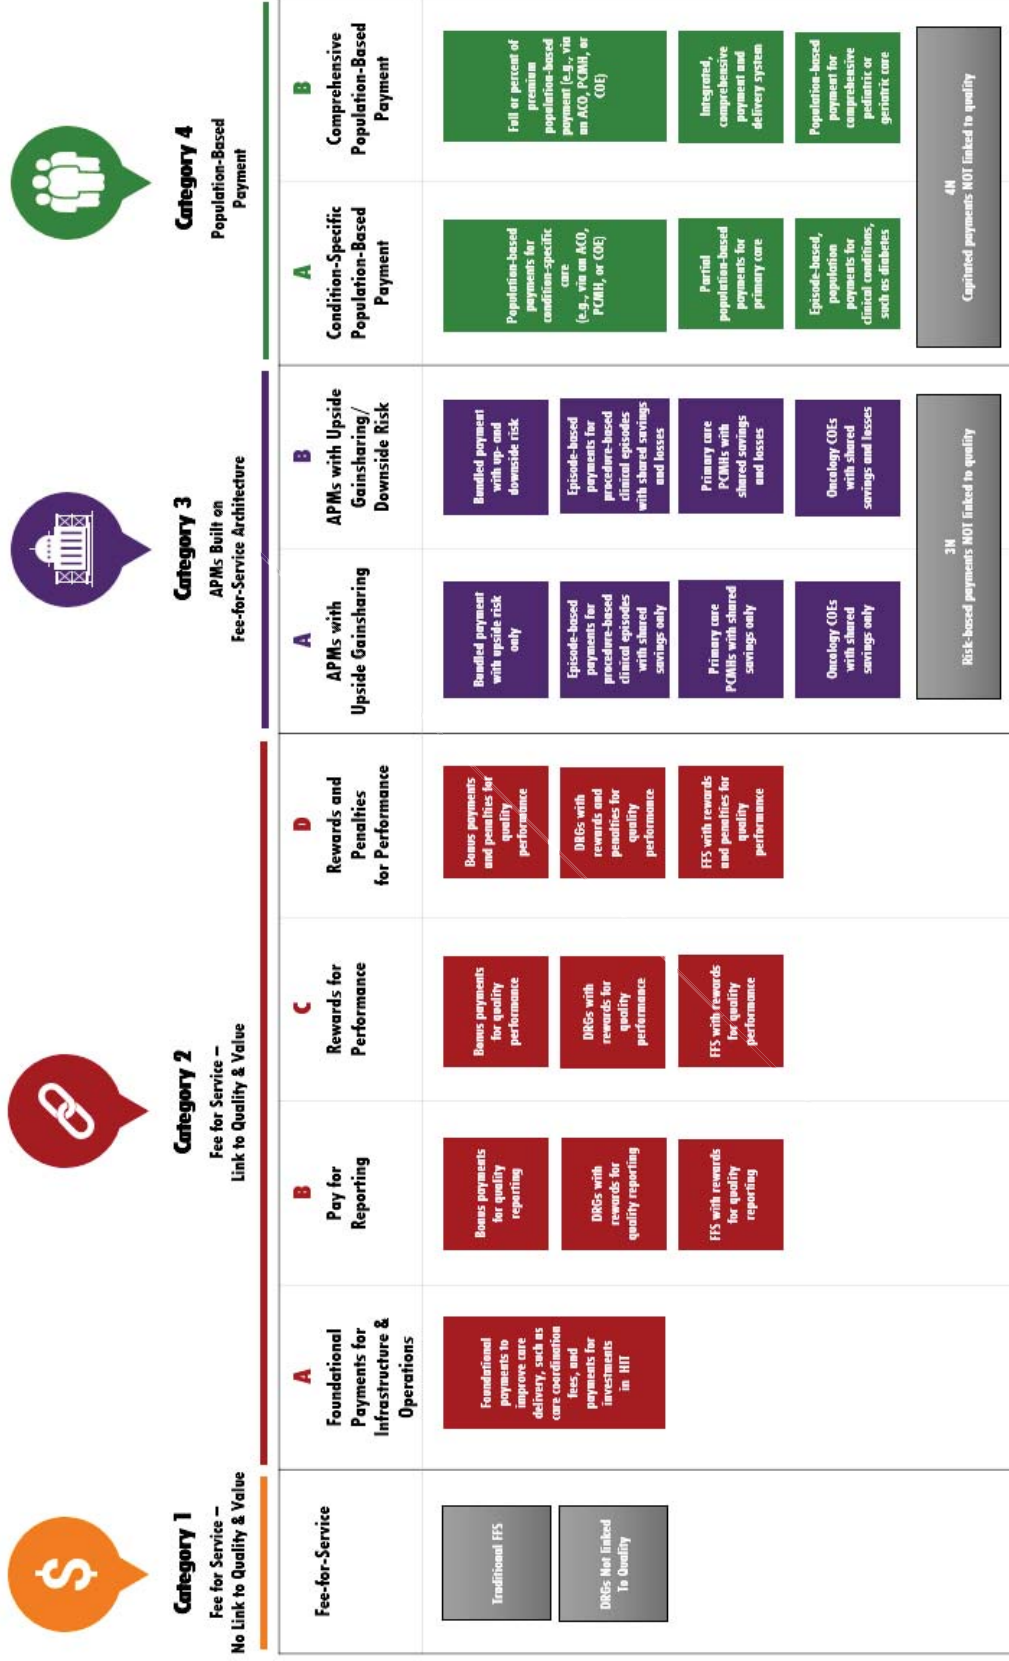 Category 1
Fee for Service –
No Link to Quality & Value
Category 2
Fee for Service –
Link to Quality & Value
Category 3
APMs Built on
Fee-for-Service Architecture
Category 4
Population-Based
Payment
Fee-for-Service
A
Foundational
Payments for
Infrastructure &
Operations
B
Pay for
Reporting
C
Rewards for
Performance
D
Rewards and
Penalties
for Performance
A
APMs with
Upside Gainsharing
B
APMs with Upside
Gainsharing/
Downside Risk
A
Condition-Specific
Population-Based
Payment
B
Comprehensive
Population-Based
Payment
Traditional FFS
DRGs Not linked
To Quality
Foundational
payments to
improve care
delivery, such as
care coordination
fees, and
payments for
investments
in HIT
Bonus payments
for quality
reporting
DRGs with
rewards for
quality reporting
FFS with rewards
for quality
reporting
Bonus payments
for quality
performance
DRGs with
rewards for
quality
performance
FFS with rewards
for quality
performance
Bonus payments
and penalties for
quality
performance
DRGs with
rewards and
penalties for
quality
performance
FFS with rewards
and penalties for
quality
performance
Bundled payment
with upside risk
only
Episode-based
payments for
procedure-based
clinical episodes
with shared
savings only
Primary care
PCMHs with shared
savings only
Oncology COEs
with shared
savings only
Bundled payment
with up- and
downside risk
Episode-based
payments for
procedure-based
clinical episodes
with shared savings
and losses
Primary care
PCMHs with
shared savings
and losses
Oncology COEs
with shared
savings and losses
3N
Risk-based payments NOT linked to quality
Population-based
payments for
condition-specific
care
(e.g., via an ACO,
PCMH, or COE)
Partial
population-based
payments for
primary care
Episode-based,
population
payments for
clinical conditions,
such as diabetes
Full or percent of
premium
population-based
payment (e.g., via
an ACO, PCMH, or
COE)
Integrated,
comprehensive
payment and
delivery system
Population-based
payment for
comprehensive
pediatric or
geriatric care
4N
Capitated payments NOT linked to quality